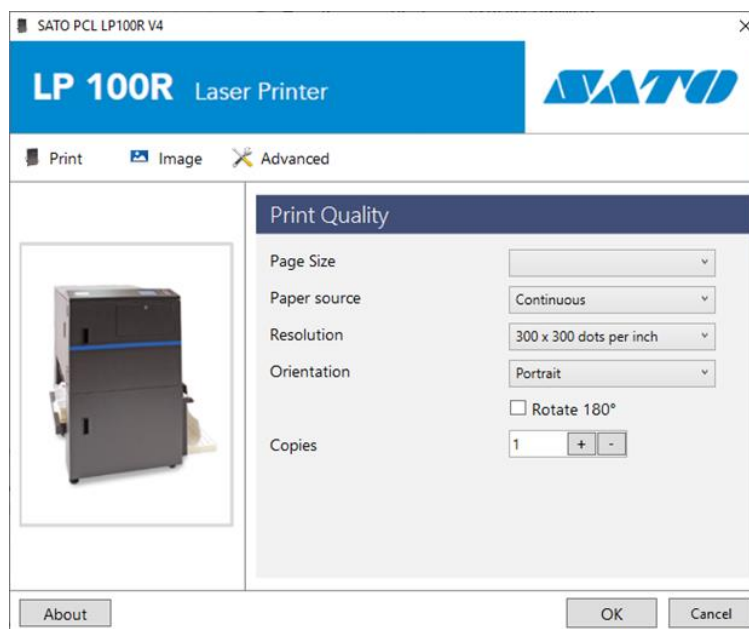 SATO PCL LP100R V4
LP 100R Laser Printer
SATO
Print Image Advanced
Print Quality
Page Size
Paper source Continuous
Resolution 300 x 300 dots per inch
Orientation Portrait
Rotate 180°
Copies 1 + -
About OK Cancel